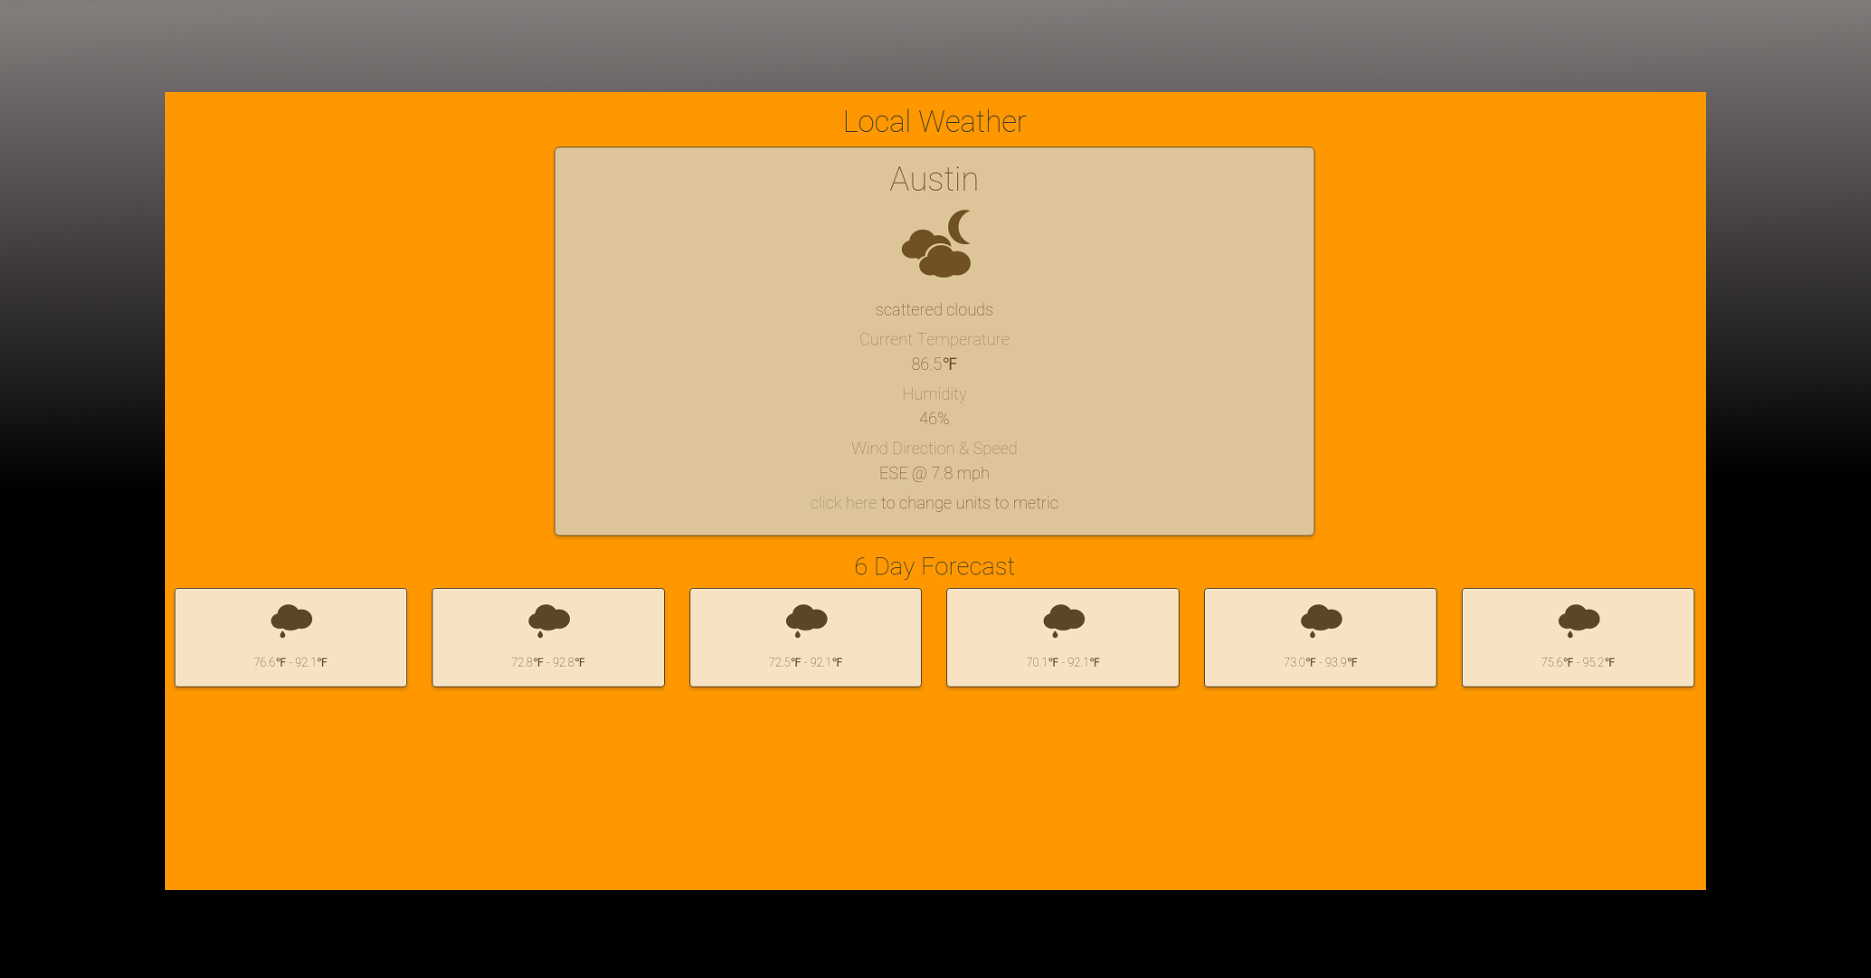 Local Weather
Austin
scattered clouds
Current Temperature
86.5°F
Humidity
46%
Wind Direction & Speed
ESE @ 7.8 mph
click here to change units to metric
6 Day Forecast
76.6°F - 92.1°F
72.8°F - 92.8°F
72.5°F - 92.1°F
70.1°F - 92.1°F
73.0°F - 93.9°F
75.6°F - 95.2°F